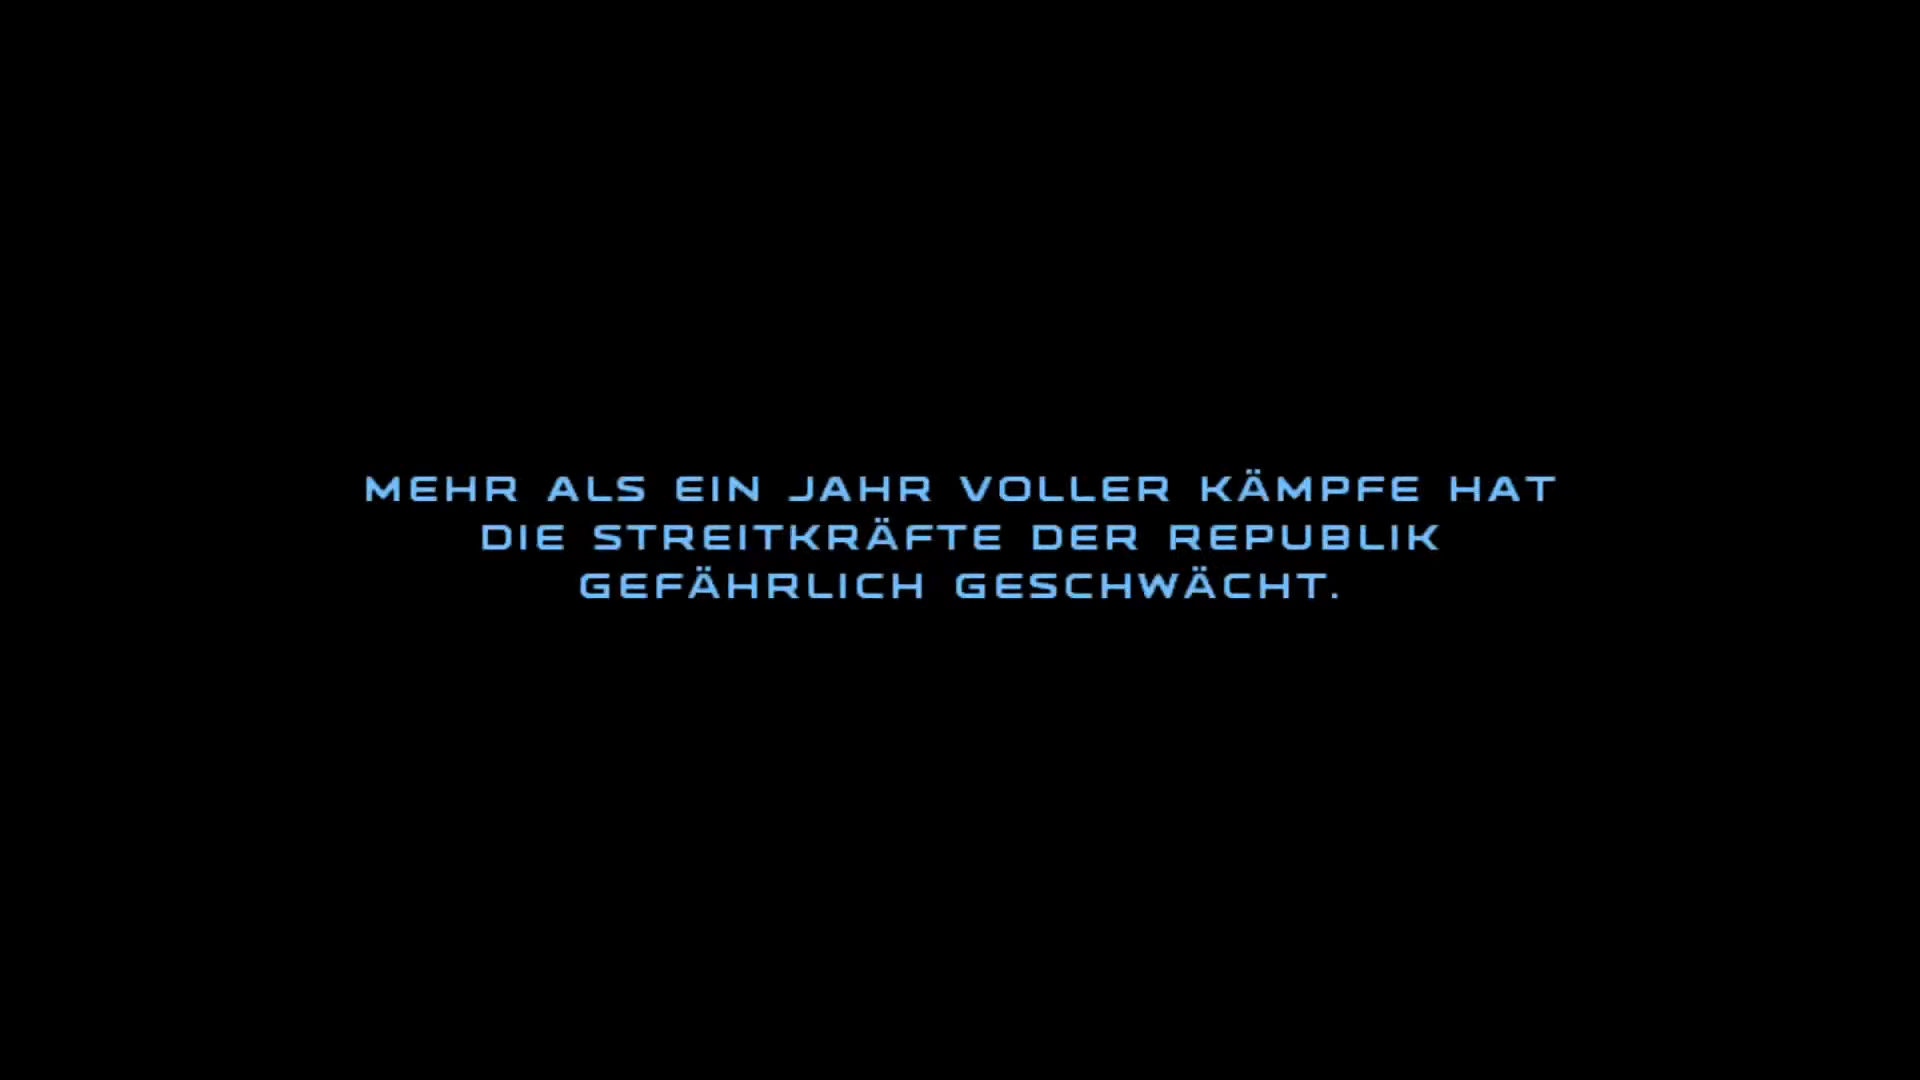 MEHR ALS EIN JAHR VOLLER KÄMPFE HAT
DIE STREITKRÄFTE DER REPUBLIK
GEFÄHRLICH GESCHWÄCHT.